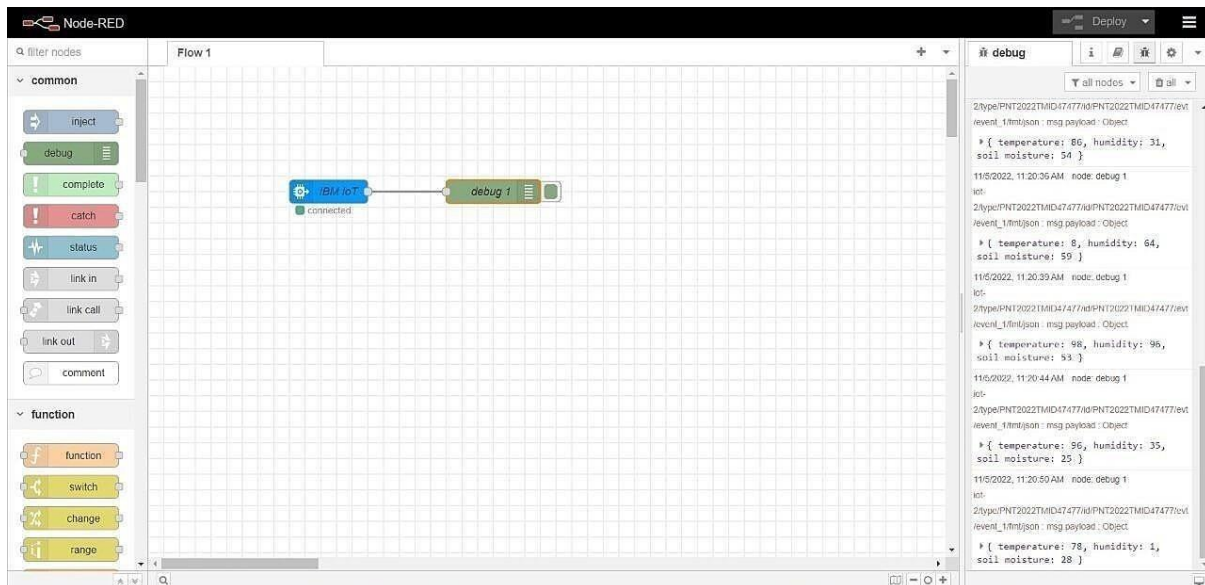 Node-RED
Deploy
filter nodes
Flow 1
debug
i
all nodes
all
common
inject
debug
complete
catch
status
link in
link call
link out
comment
function
function
switch
change
range
IBM IoT
connected
debug 1
2/type/PNT2022TMID47477/id/PNT2022TMID47477/evt
/event_1/fmt/json : msg.payload : Object
{ temperature: 86, humidity: 31,
soil moisture: 54 }
11/5/2022, 11:20:36 AM node: debug 1
iot-
2/type/PNT2022TMID47477/id/PNT2022TMID47477/evt
/event_1/fmt/json : msg.payload : Object
{ temperature: 8, humidity: 64,
soil moisture: 59 }
11/5/2022, 11:20:39 AM node: debug 1
iot-
2/type/PNT2022TMID47477/id/PNT2022TMID47477/evt
/event_1/fmt/json : msg.payload : Object
{ temperature: 98, humidity: 96,
soil moisture: 53 }
11/5/2022, 11:20:44 AM node: debug 1
iot-
2/type/PNT2022TMID47477/id/PNT2022TMID47477/evt
/event_1/fmt/json : msg.payload : Object
{ temperature: 96, humidity: 35,
soil moisture: 25 }
11/5/2022, 11:20:50 AM node: debug 1
iot-
2/type/PNT2022TMID47477/id/PNT2022TMID47477/evt
/event_1/fmt/json : msg.payload : Object
{ temperature: 78, humidity: 1,
soil moisture: 28 }